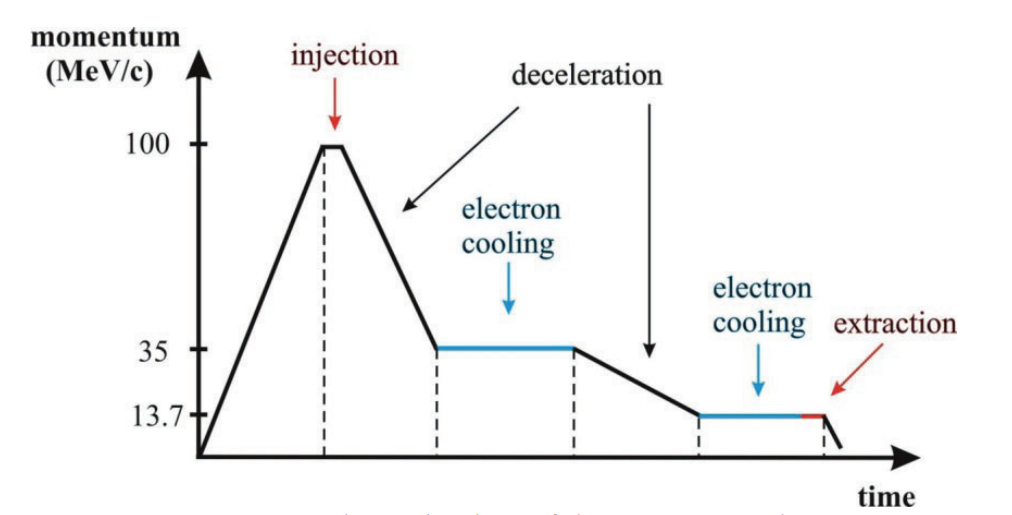 momentum
(MeV/c)
injection
deceleration
100
electron
cooling
electron
cooling
extraction
35
13.7
time